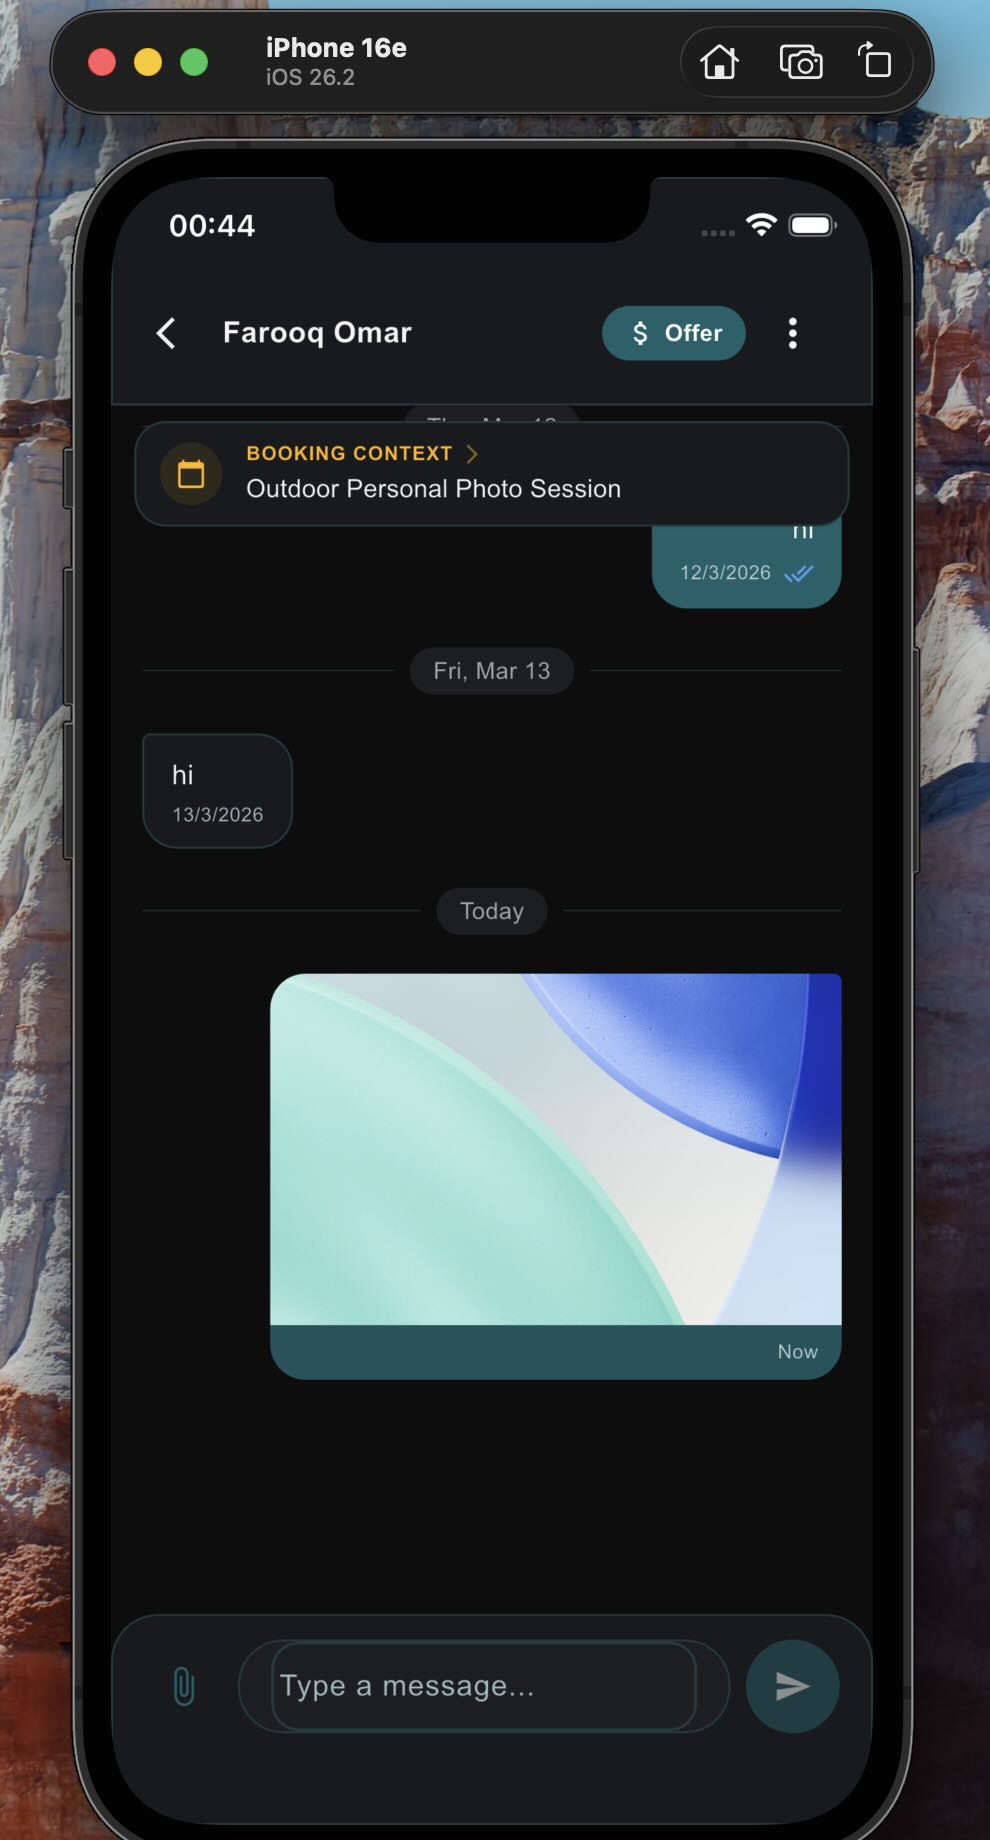 iPhone 16e
iOS 26.2
00:44
Farooq Omar
$ Offer
BOOKING CONTEXT
Outdoor Personal Photo Session
hi
12/3/2026
Fri, Mar 13
hi
13/3/2026
Today
Now
Type a message...